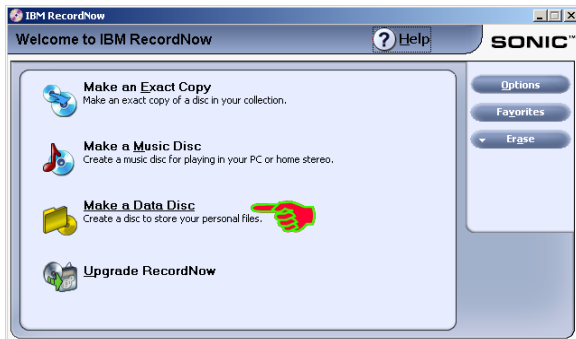 IBM RecordNow
Welcome to IBM RecordNow
Help
SONIC™
Make an Exact Copy
Make an exact copy of a disc in your collection.
Make a Music Disc
Create a music disc for playing in your PC or home stereo.
Make a Data Disc
Create a disc to store your personal files.
Upgrade RecordNow
Options
Favorites
Erase